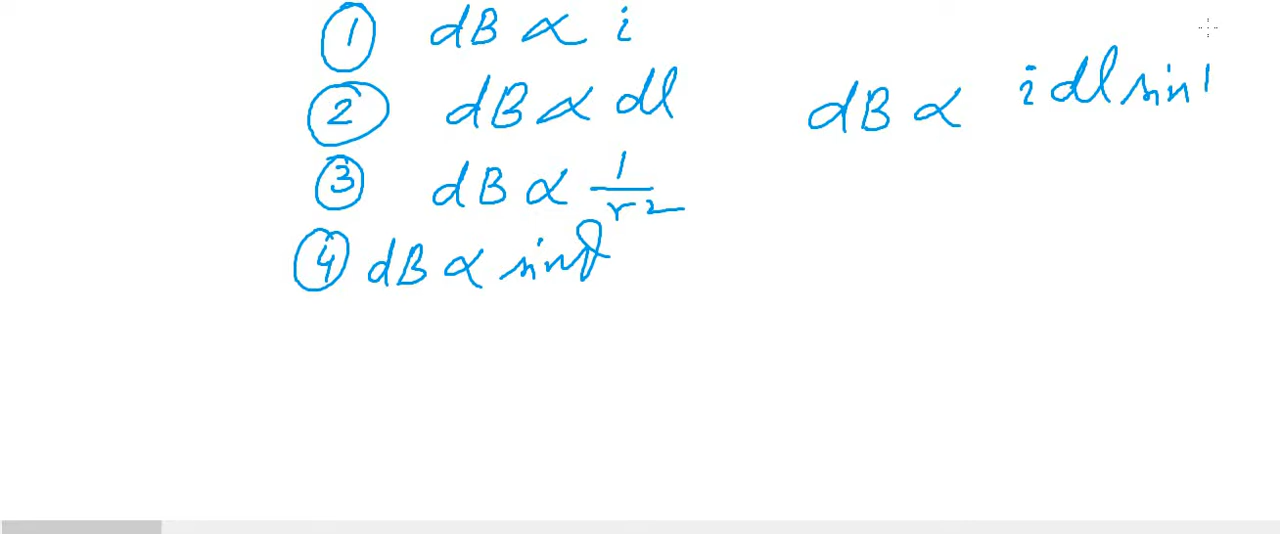 ① dB ∝ i
② dB ∝ dl
③ dB ∝ 1/r2
④ dB ∝ sinθ
dB ∝ i dl sin